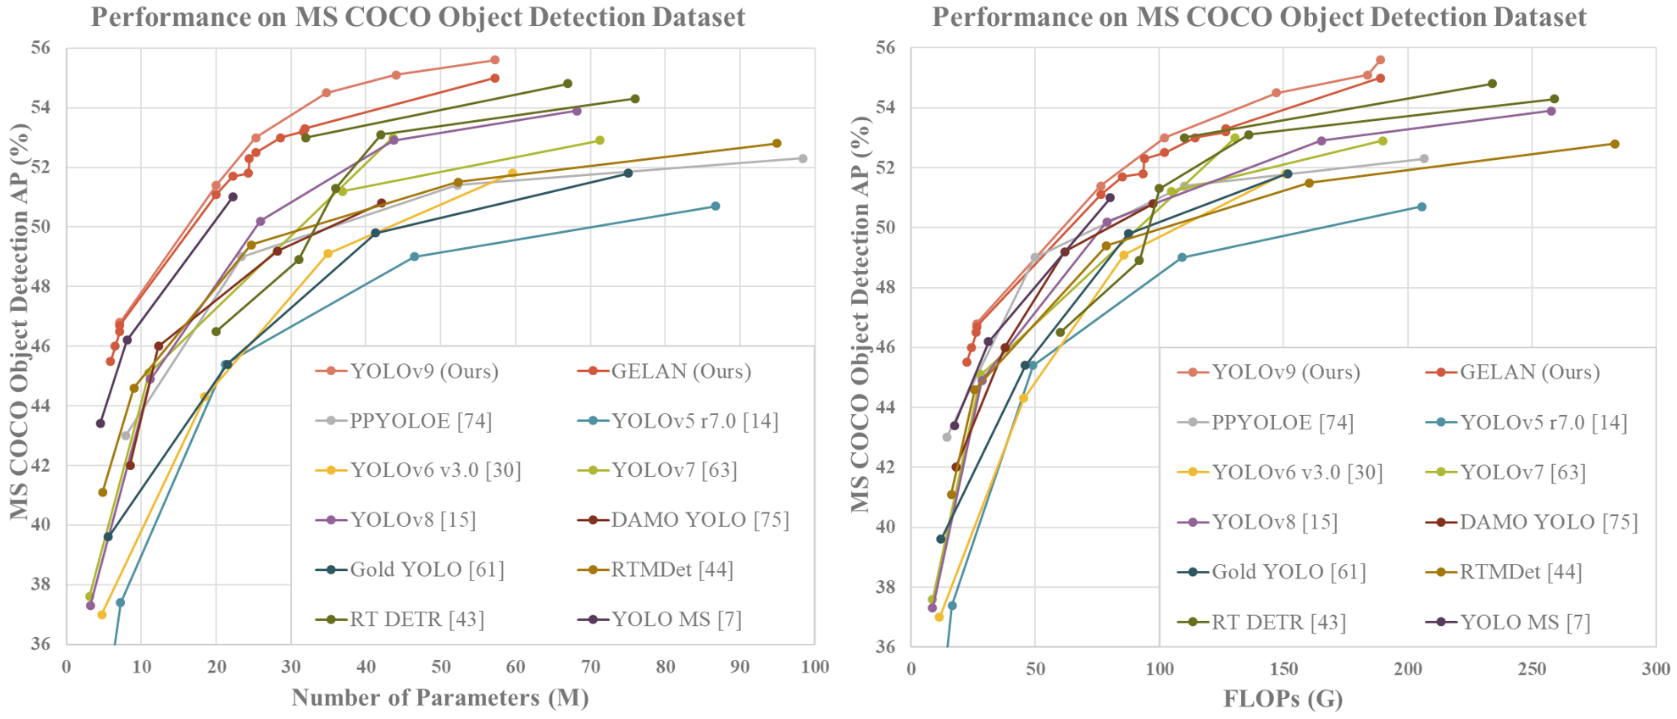 Performance on MS COCO Object Detection Dataset
MS COCO Object Detection AP (%)
56
54
52
50
48
46
44
42
40
38
36
0 10 20 30 40 50 60 70 80 90 100
Number of Parameters (M)
YOLOv9 (Ours) GELAN (Ours)
PPYOLOE [74] YOLOv5 r7.0 [14]
YOLOv6 v3.0 [30] YOLOv7 [63]
YOLOv8 [15] DAMO YOLO [75]
Gold YOLO [61] RTMDet [44]
RT DETR [43] YOLO MS [7]
Performance on MS COCO Object Detection Dataset
MS COCO Object Detection AP (%)
56
54
52
50
48
46
44
42
40
38
36
0 50 100 150 200 250 300
FLOPs (G)
YOLOv9 (Ours) GELAN (Ours)
PPYOLOE [74] YOLOv5 r7.0 [14]
YOLOv6 v3.0 [30] YOLOv7 [63]
YOLOv8 [15] DAMO YOLO [75]
Gold YOLO [61] RTMDet [44]
RT DETR [43] YOLO MS [7]